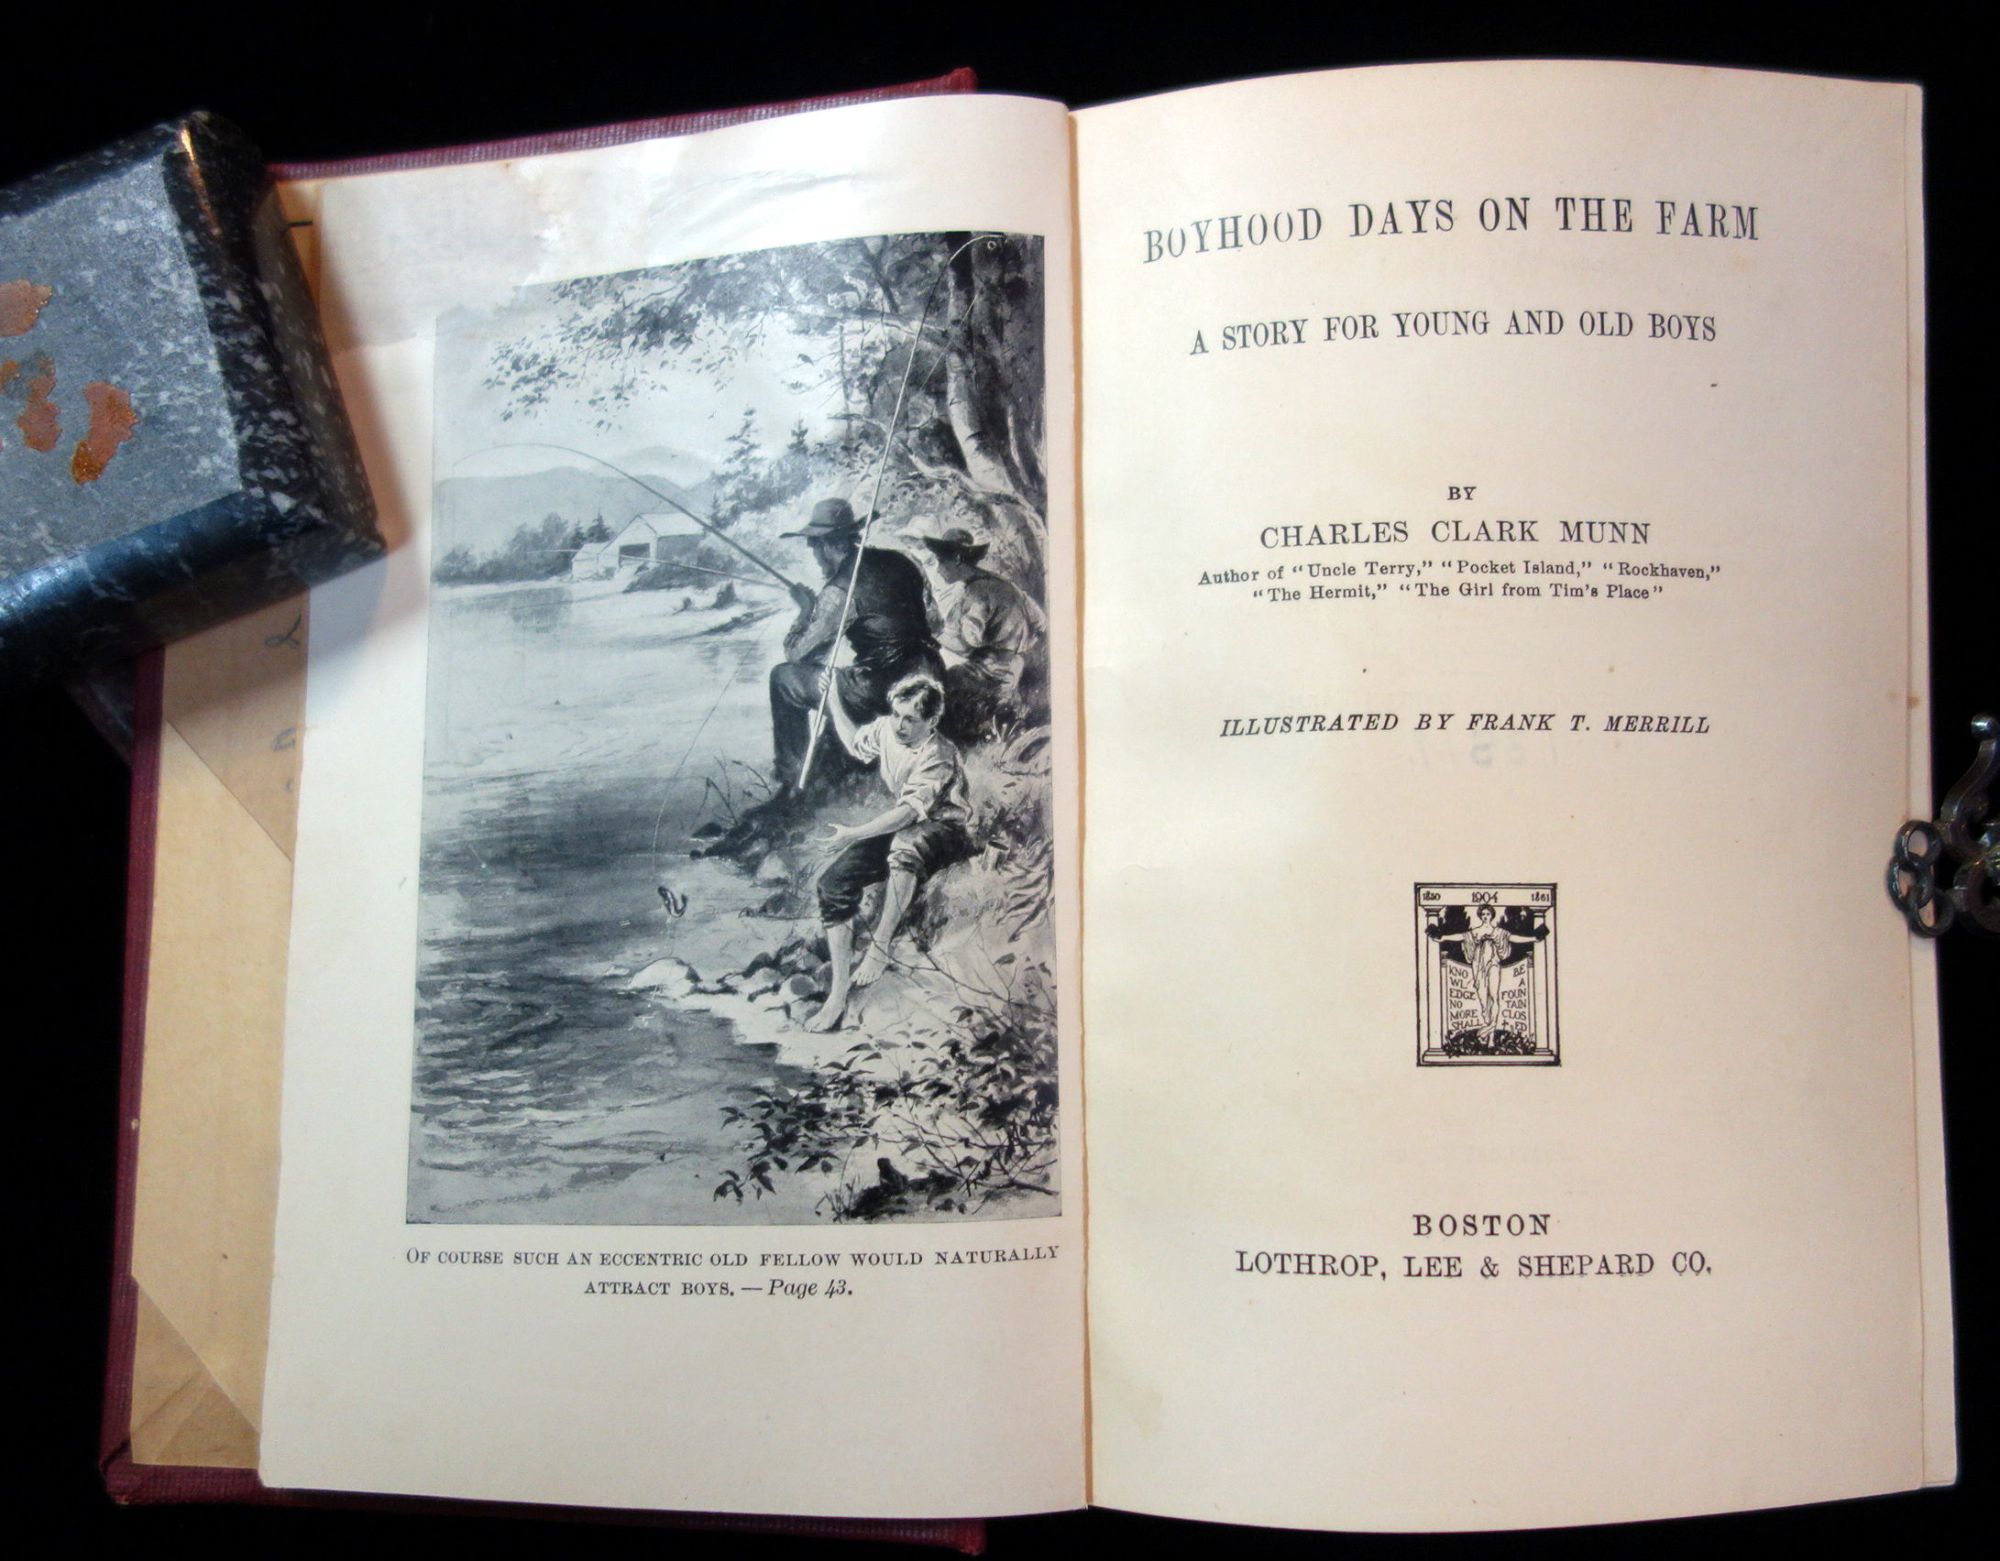 OF COURSE SUCH AN ECCENTRIC OLD FELLOW WOULD NATURALLY
ATTRACT BOYS. — Page 43.
BOYHOOD DAYS ON THE FARM
A STORY FOR YOUNG AND OLD BOYS
BY
CHARLES CLARK MUNN
Author of "Uncle Terry," "Pocket Island," "Rockhaven,"
"The Hermit," "The Girl from Tim's Place"
ILLUSTRATED BY FRANK T. MERRILL
1850 1904 1861
KNO BE
WL A
EDGE FOUN
NO TAIN
MORE CLOS
SHALL ED
BOSTON
LOTHROP, LEE & SHEPARD CO.